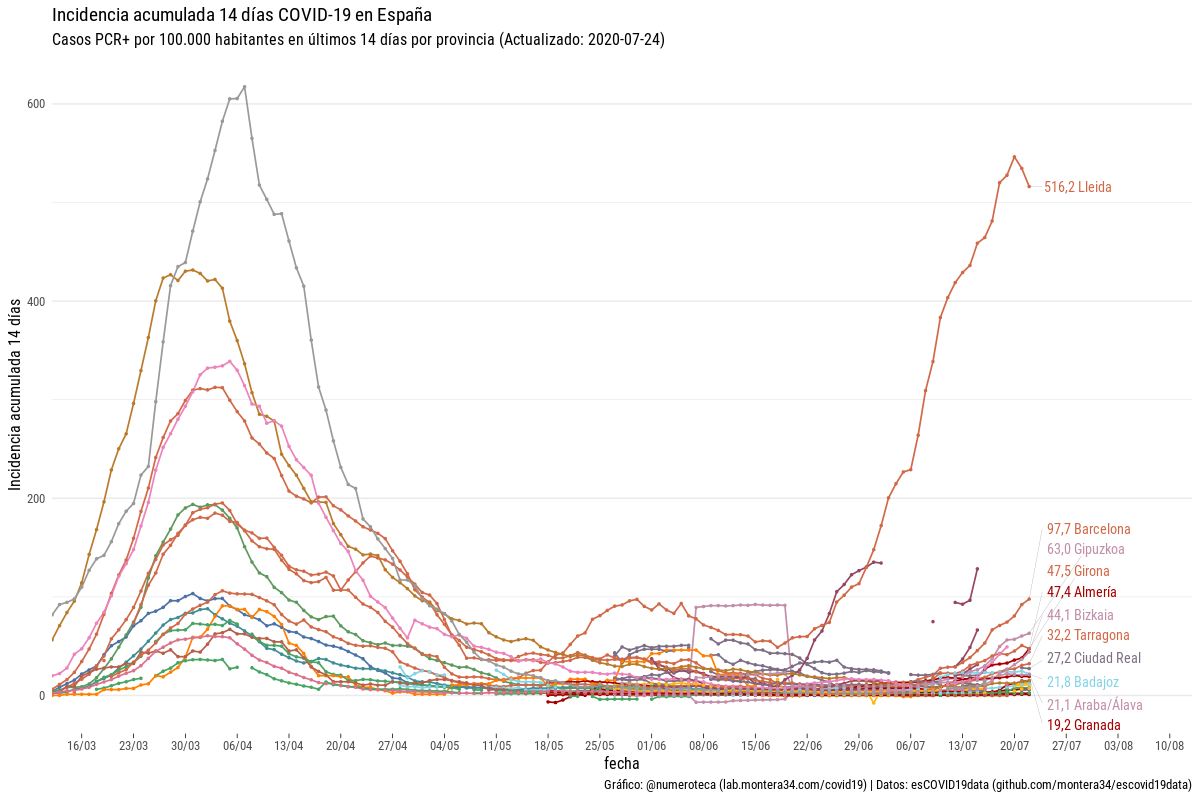 Incidencia acumulada 14 días COVID-19 en España
Casos PCR+ por 100.000 habitantes en últimos 14 días por provincia (Actualizado: 2020-07-24)
Incidencia acumulada 14 días
600
400
200
0
516,2 Lleida
97,7 Barcelona
63,0 Gipuzkoa
47,5 Girona
47,4 Almería
44,1 Bizkaia
32,2 Tarragona
27,2 Ciudad Real
21,8 Badajoz
21,1 Araba/Álava
19,2 Granada
16/03 23/03 30/03 06/04 13/04 20/04 27/04 04/05 11/05 18/05 25/05 01/06 08/06 15/06 22/06 29/06 06/07 13/07 20/07 27/07 03/08 10/08
fecha
Gráfico: @numeroteca (lab.montera34.com/covid19) | Datos: esCOVID19data (github.com/montera34/escovid19data)